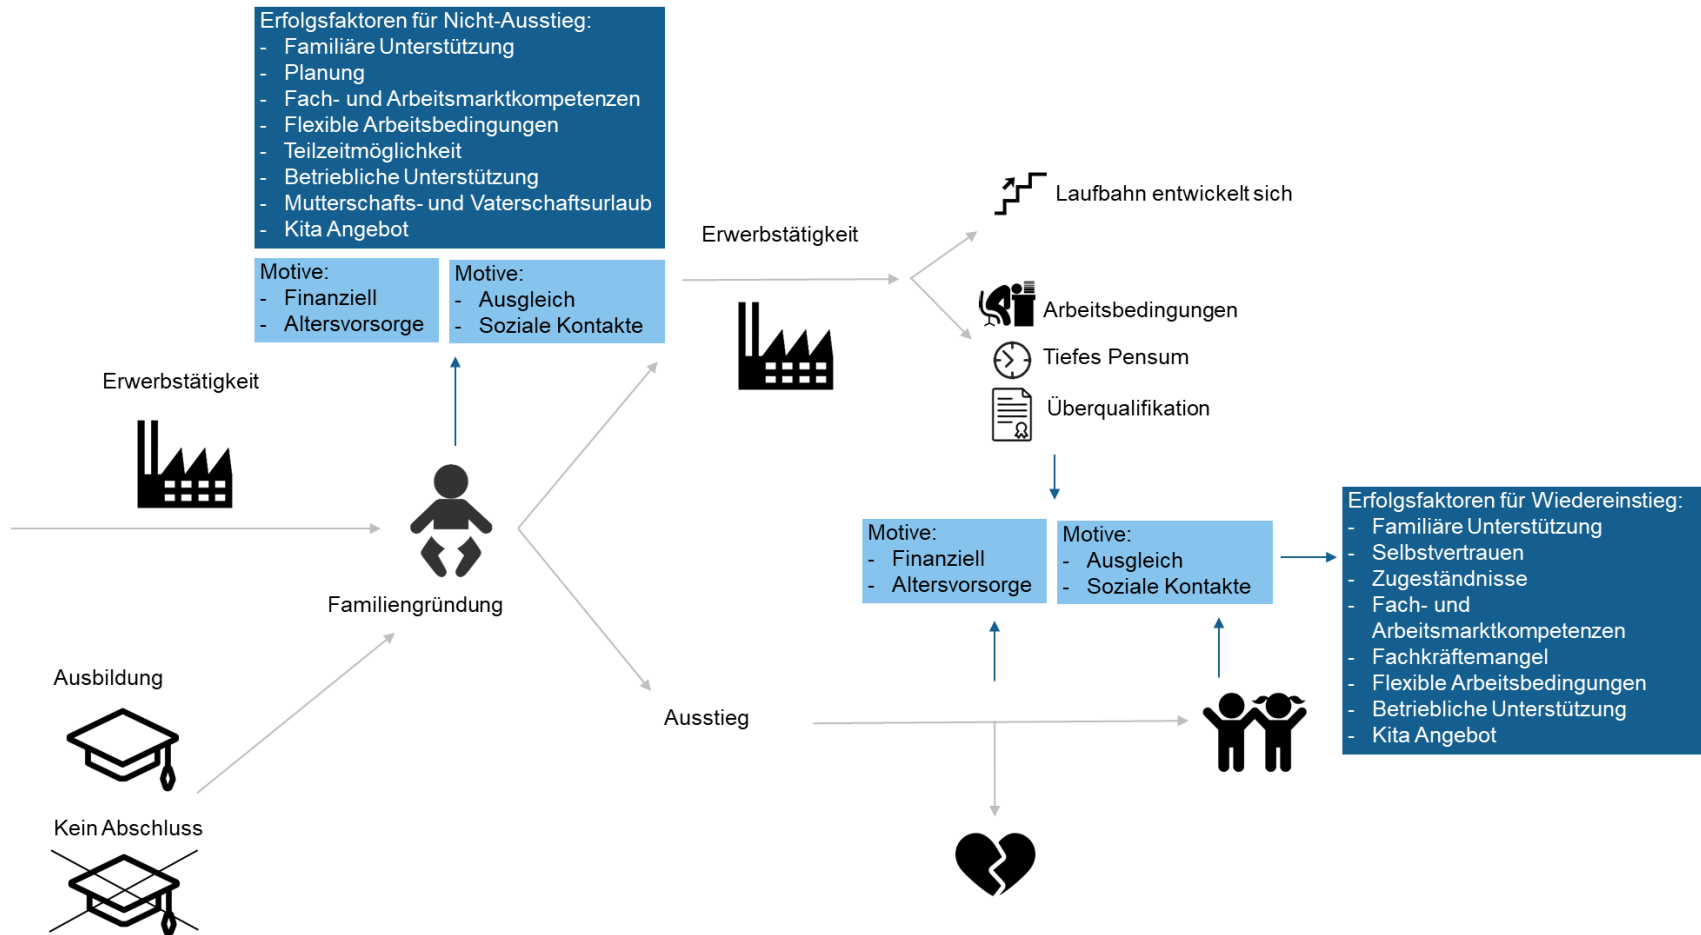 Erfolgsfaktoren für Nicht-Ausstieg:
- Familiäre Unterstützung
- Planung
- Fach- und Arbeitsmarktkompetenzen
- Flexible Arbeitsbedingungen
- Teilzeitmöglichkeit
- Betriebliche Unterstützung
- Mutterschafts- und Vaterschaftsurlaub
- Kita Angebot
Motive:
- Finanziell
- Altersvorsorge
Motive:
- Ausgleich
- Soziale Kontakte
Erwerbstätigkeit
Laufbahn entwickelt sich
Arbeitsbedingungen
Tiefes Pensum
Überqualifikation
Erwerbstätigkeit
Familiengründung
Ausbildung
Kein Abschluss
Ausstieg
Motive:
- Finanziell
- Altersvorsorge
Motive:
- Ausgleich
- Soziale Kontakte
Erfolgsfaktoren für Wiedereinstieg:
- Familiäre Unterstützung
- Selbstvertrauen
- Zugeständnisse
- Fach- und
Arbeitsmarktkompetenzen
- Fachkräftemangel
- Flexible Arbeitsbedingungen
- Betriebliche Unterstützung
- Kita Angebot